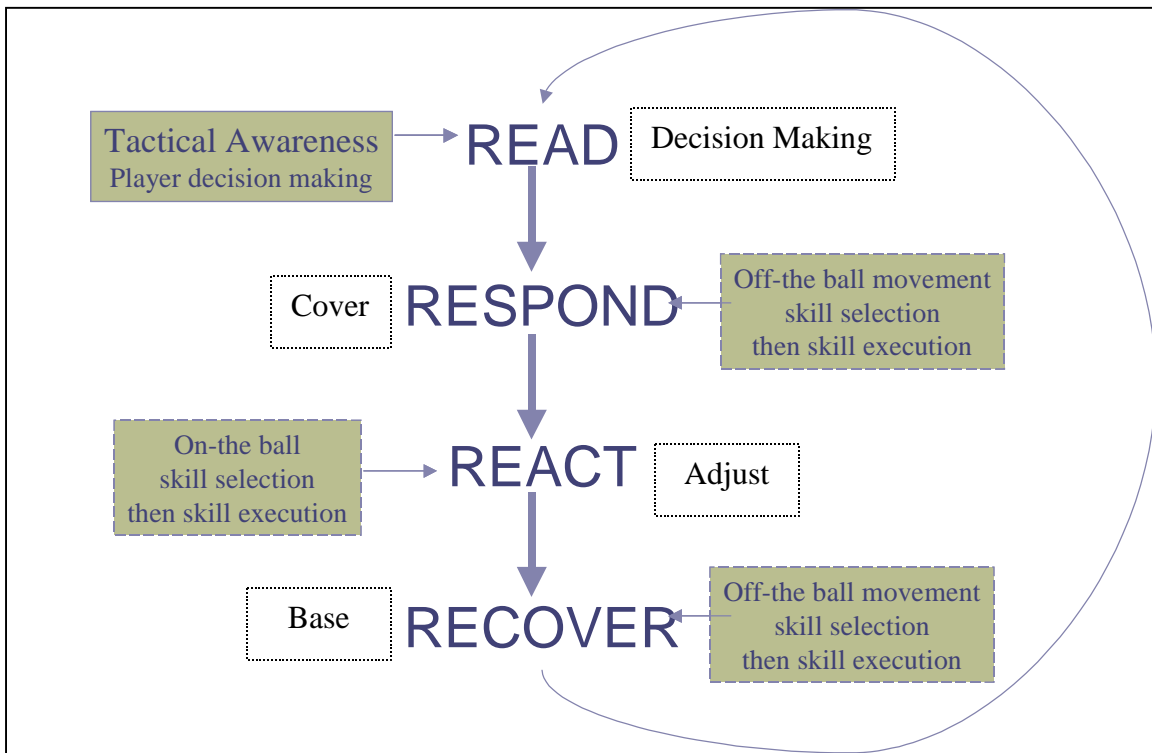 Tactical Awareness
Player decision making
READ
Decision Making
Cover
RESPOND
Off-the ball movement
skill selection
then skill execution
On-the ball
skill selection
then skill execution
REACT
Adjust
Base
RECOVER
Off-the ball movement
skill selection
then skill execution